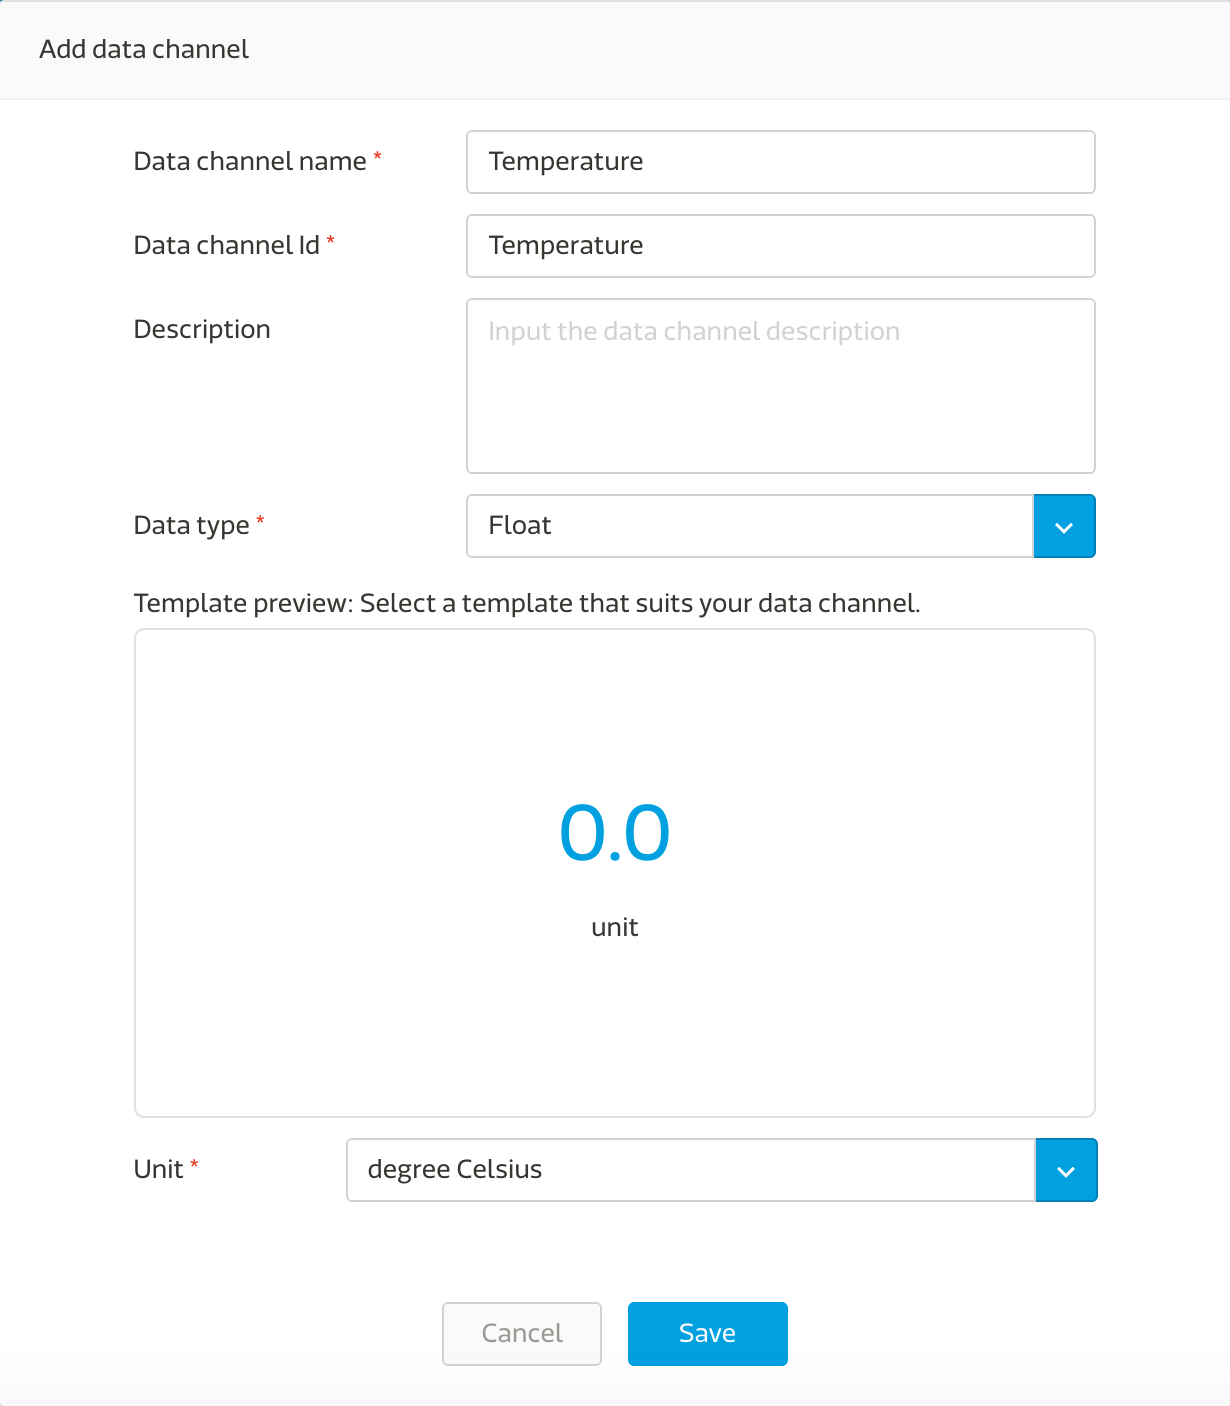 Add data channel
Data channel name * Temperature
Data channel Id * Temperature
Description Input the data channel description
Data type * Float
Template preview: Select a template that suits your data channel.
0.0
unit
Unit * degree Celsius
Cancel Save